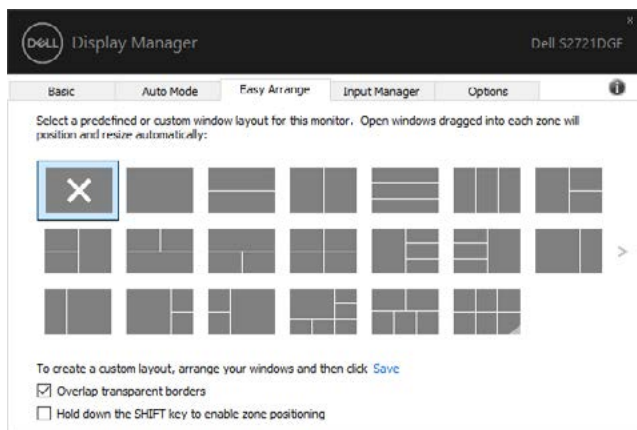 DELL Display Manager Dell S2721DGF
Basic Auto Mode Easy Arrange Input Manager Options
Select a predefined or custom window layout for this monitor. Open windows dragged into each zone will
position and resize automatically:
To create a custom layout, arrange your windows and then click Save
Overlap transparent borders
Hold down the SHIFT key to enable zone positioning